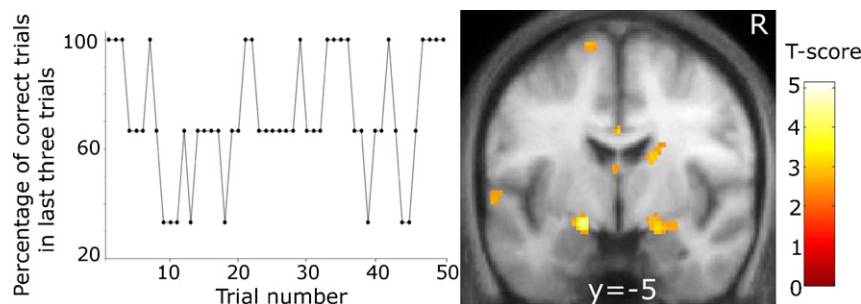 Percentage of correct trials
in last three trials
100
60
20
10
20
30
40
50
Trial number
R
y=-5
T-score
5
4
3
2
1
0